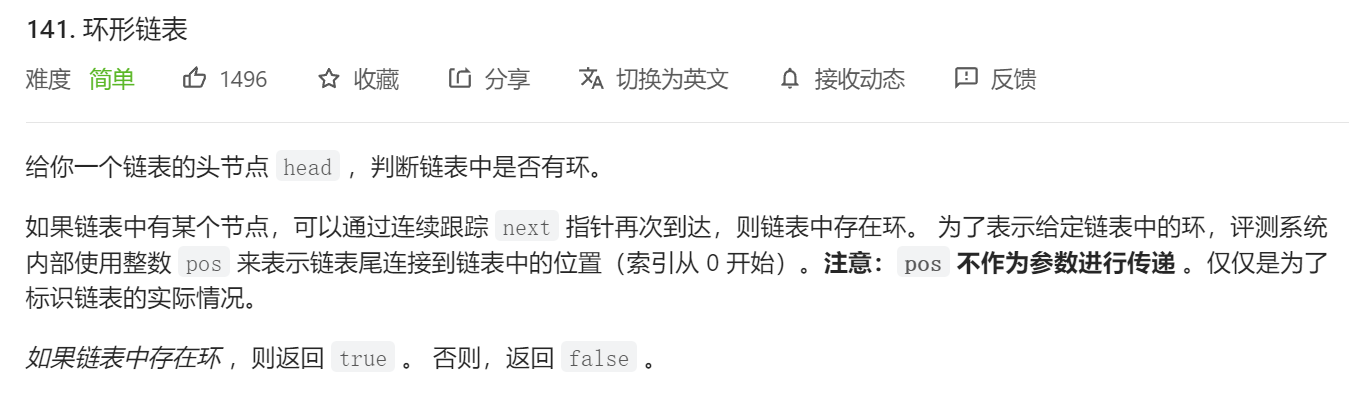 141. 环形链表
难度 简单 1496 收藏 分享 切换为英文 接收动态 反馈
给你一个链表的头节点 head ，判断链表中是否有环。
如果链表中有某个节点，可以通过连续跟踪 next 指针再次到达，则链表中存在环。 为了表示给定链表中的环，评测系统
内部使用整数 pos 来表示链表尾连接到链表中的位置（索引从 0 开始）。注意：pos 不作为参数进行传递 。仅仅是为了
标识链表的实际情况。
如果链表中存在环 ，则返回 true 。 否则，返回 false 。